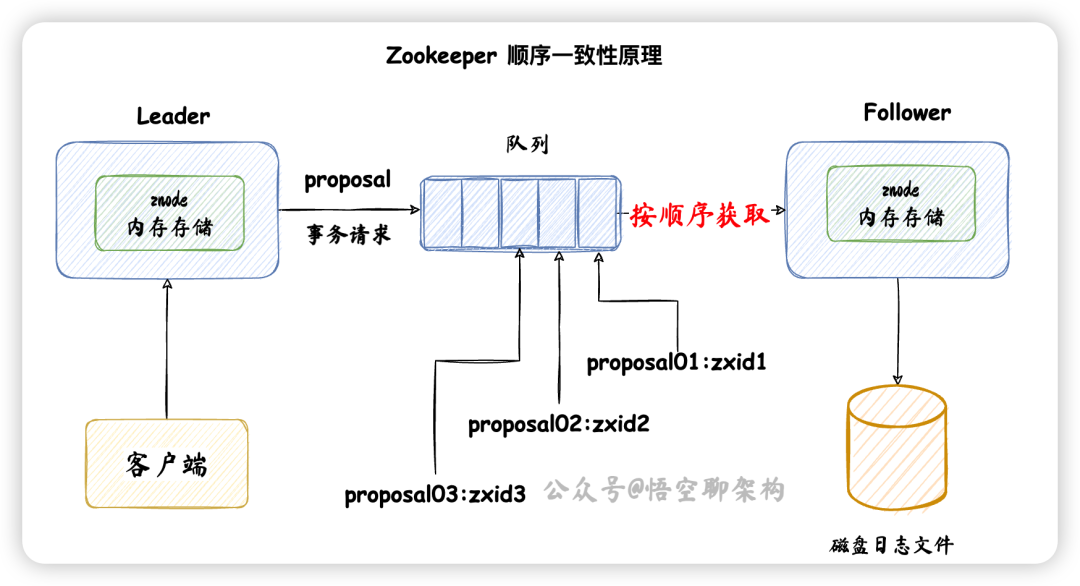 Zookeeper 顺序一致性原理
Leader
Follower
队列
znode
内存存储
proposal
事务请求
按顺序获取
znode
内存存储
proposal01:zxid1
proposal02:zxid2
proposal03:zxid3
客户端
公众号@悟空聊架构
磁盘日志文件